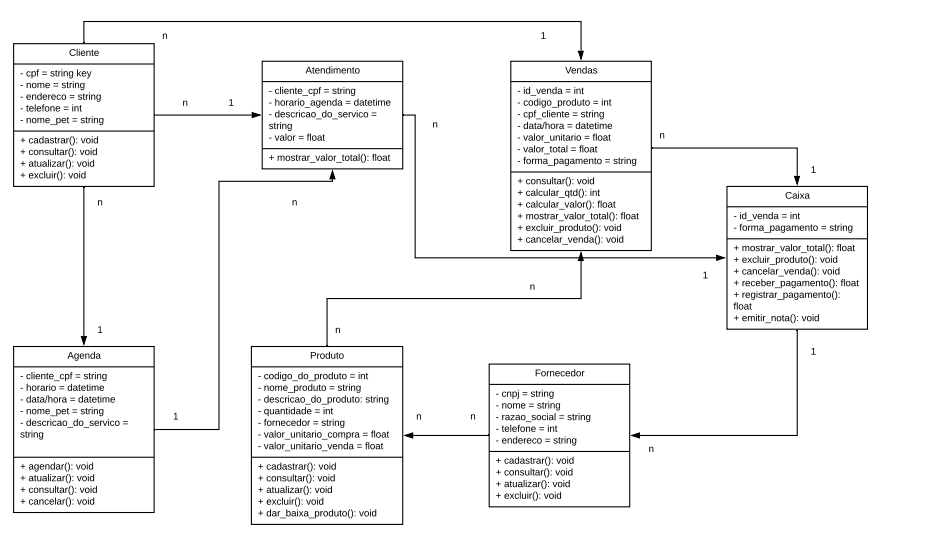 n
1
Cliente
- cpf = string key
- nome = string
- endereco = string
- telefone = int
- nome_pet = string
+ cadastrar(): void
+ consultar(): void
+ atualizar(): void
+ excluir(): void
n
1
Atendimento
- cliente_cpf = string
- horario_agenda = datetime
- descricao_do_servico =
string
- valor = float
+ mostrar_valor_total(): float
n
n
Vendas
- id_venda = int
- codigo_produto = int
- cpf_cliente = string
- data/hora = datetime
- valor_unitario = float
- valor_total = float
- forma_pagamento = string
+ consultar(): void
+ calcular_qtd(): int
+ calcular_valor(): float
+ mostrar_valor_total(): float
+ excluir_produto(): void
+ cancelar_venda(): void
n
1
Caixa
- id_venda = int
- forma_pagamento = string
+ mostrar_valor_total(): float
+ excluir_produto(): void
+ cancelar_venda(): void
+ receber_pagamento(): float
+ registrar_pagamento():
float
+ emitir_nota(): void
n
1
n
1
n
1
Agenda
- cliente_cpf = string
- horario = datetime
- data/hora = datetime
- nome_pet = string
- descricao_do_servico =
string
+ agendar(): void
+ atualizar(): void
+ consultar(): void
+ cancelar(): void
1
Produto
- codigo_do_produto = int
- nome_produto = string
- descricao_do_produto: string
- quantidade = int
- fornecedor = string
- valor_unitario_compra = float
- valor_unitario_venda = float
+ cadastrar(): void
+ consultar(): void
+ atualizar(): void
+ excluir(): void
+ dar_baixa_produto(): void
n
n
Fornecedor
- cnpj = string
- nome = string
- razao_social = string
- telefone = int
- endereco = string
+ cadastrar(): void
+ consultar(): void
+ atualizar(): void
+ excluir(): void
1
n